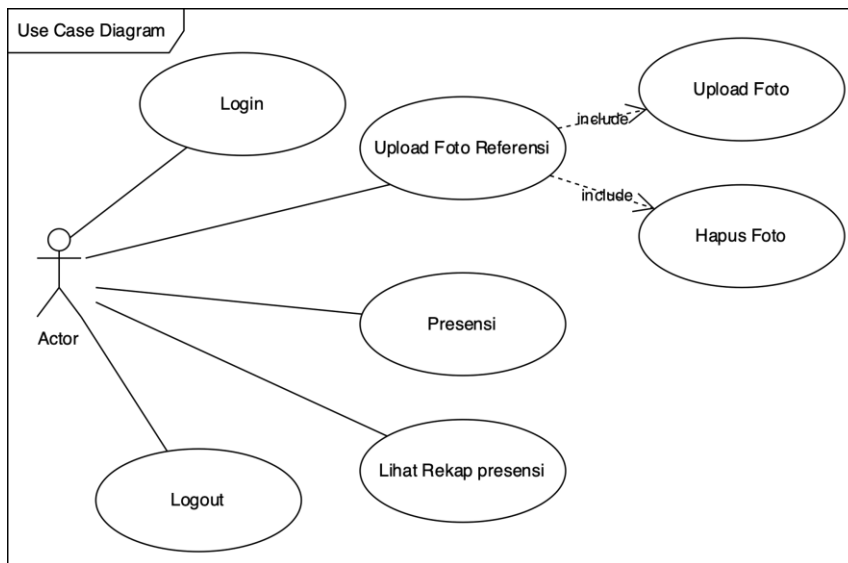 Use Case Diagram
Login
Upload Foto Referensi
include
Upload Foto
include
Hapus Foto
Actor
Presensi
Lihat Rekap presensi
Logout